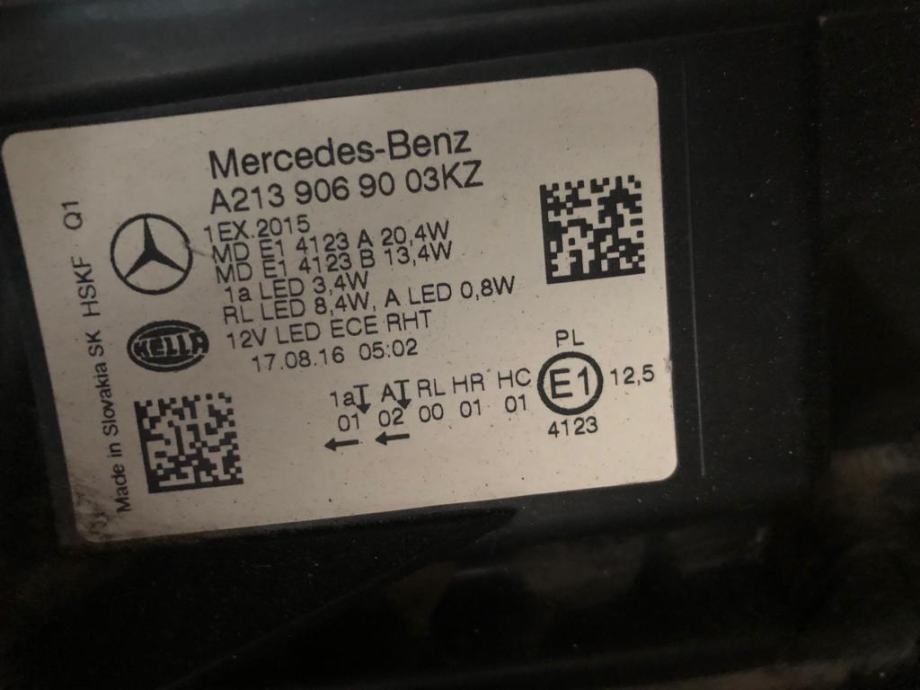 Mercedes-Benz
A213 906 90 03KZ
1EX.2015
MD E1 4123 A 20,4W
MD E1 4123 B 13,4W
1a LED 3,4W
RL LED 8,4W, A LED 0,8W
12V LED ECE RHT
17.08.16 05:02
HELLA
Made in Slovakia SK HSKF Q1
1a AT RL HR HC
01 02 00 01 01
PL
E1 12,5
4123